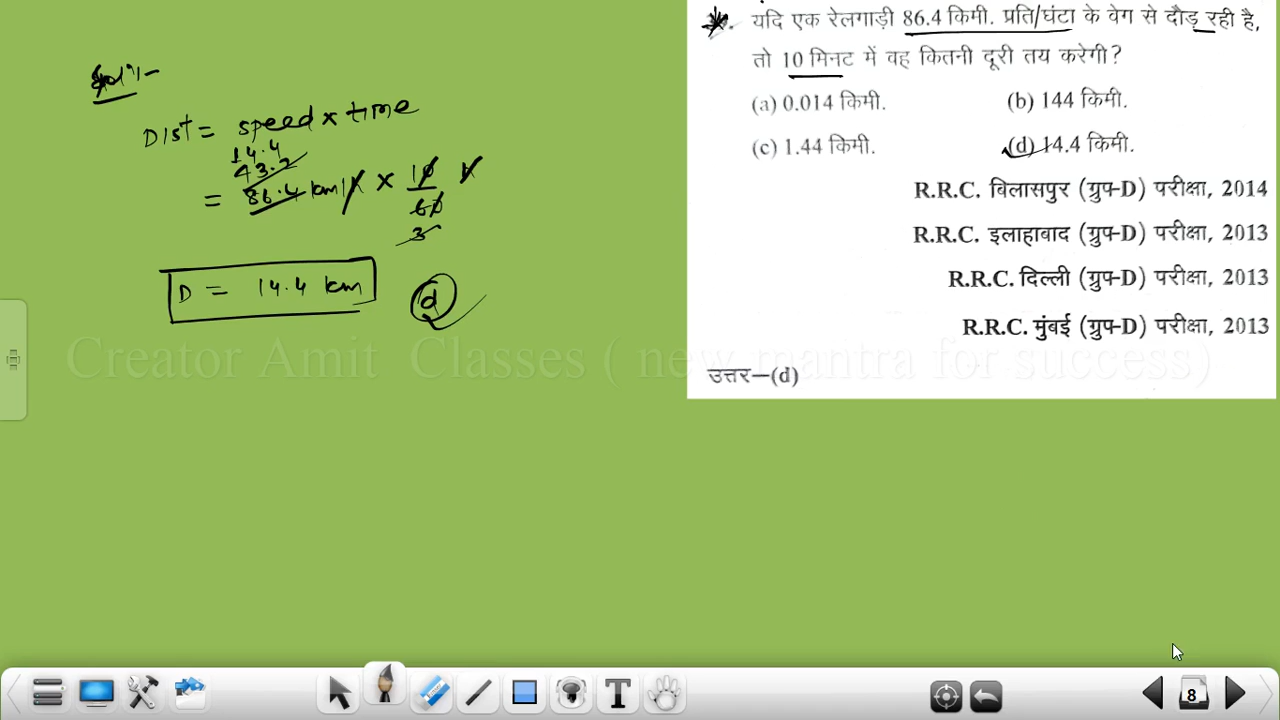 Solⁿ:-
Dist = speed x time
14.4
43.2
= 86.4 km/h x 10 h
60
3
D = 14.4 km d
यदि एक रेलगाड़ी 86.4 किमी. प्रति/घंटा के वेग से दौड़ रही है,
तो 10 मिनट में वह कितनी दूरी तय करेगी?
(a) 0.014 किमी. (b) 144 किमी.
(c) 1.44 किमी. (d) 14.4 किमी.
R.R.C. बिलासपुर (ग्रुप-D) परीक्षा, 2014
R.R.C. इलाहाबाद (ग्रुप-D) परीक्षा, 2013
R.R.C. दिल्ली (ग्रुप-D) परीक्षा, 2013
R.R.C. मुंबई (ग्रुप-D) परीक्षा, 2013
उत्तर—(d)
Creator Amit Classes ( new mantra for success)
T
8